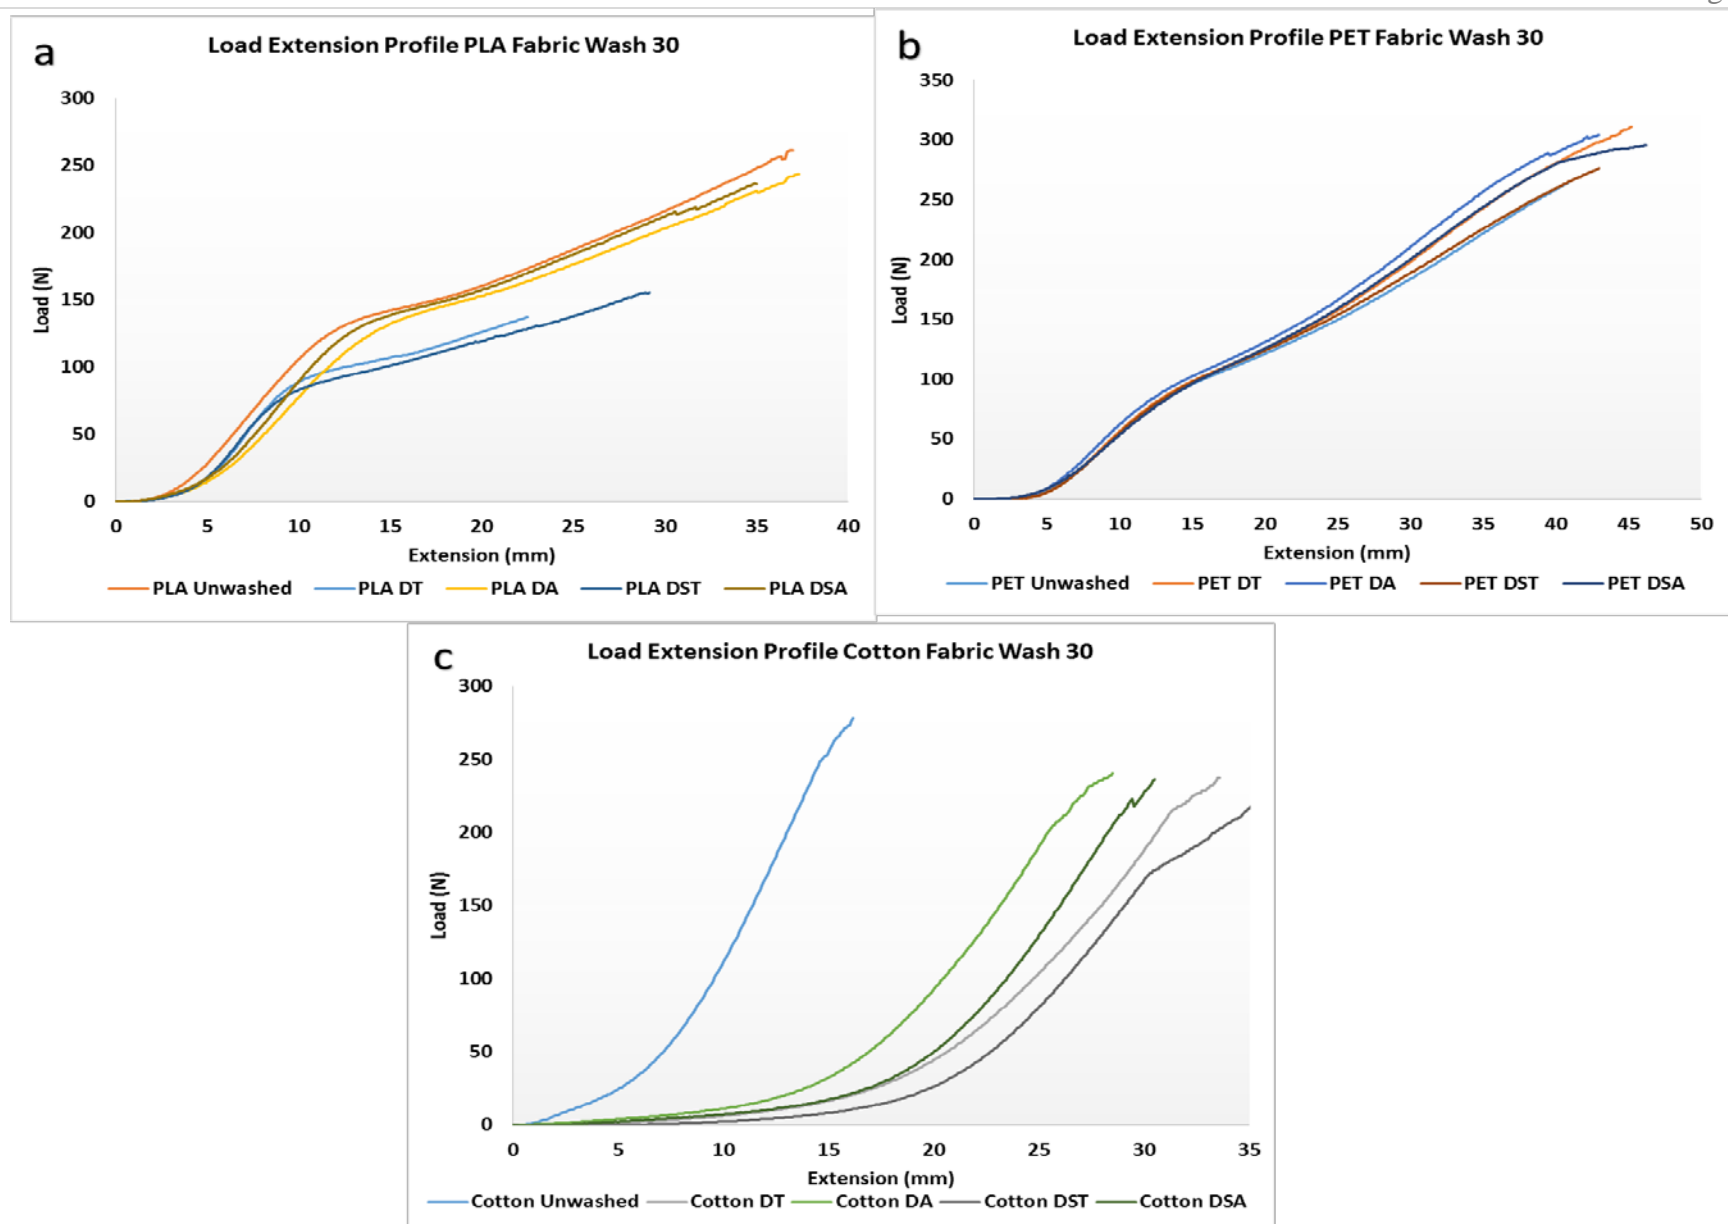 a
Load Extension Profile PLA Fabric Wash 30
300
250
200
150
100
50
0
Load (N)
0 5 10 15 20 25 30 35 40
Extension (mm)
PLA Unwashed PLA DT PLA DA PLA DST PLA DSA
b
Load Extension Profile PET Fabric Wash 30
350
300
250
200
150
100
50
0
Load (N)
0 5 10 15 20 25 30 35 40 45 50
Extension (mm)
PET Unwashed PET DT PET DA PET DST PET DSA
c
Load Extension Profile Cotton Fabric Wash 30
300
250
200
150
100
50
0
Load (N)
0 5 10 15 20 25 30 35
Extension (mm)
Cotton Unwashed Cotton DT Cotton DA Cotton DST Cotton DSA